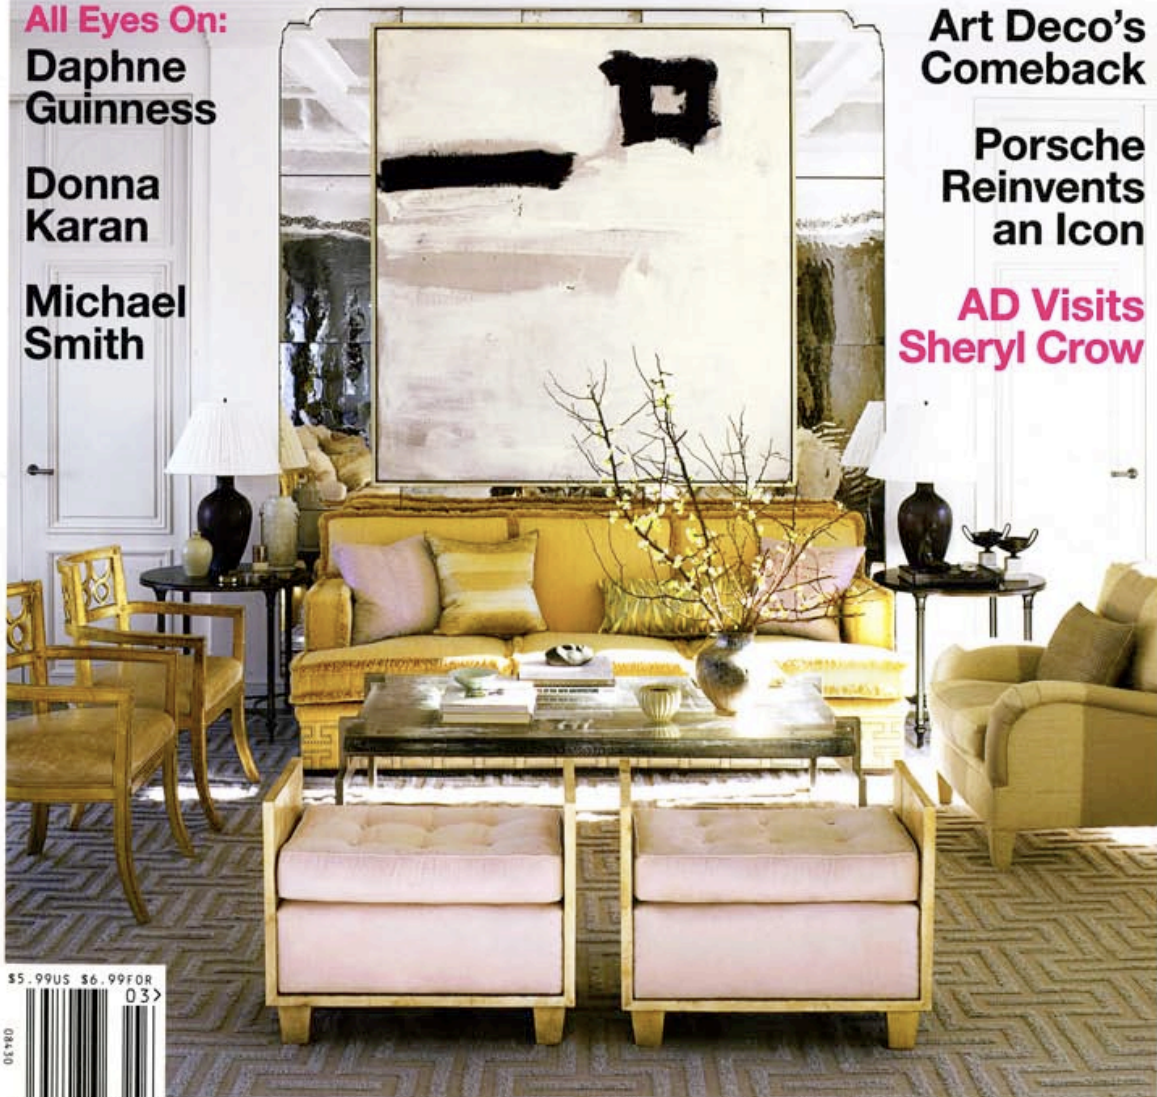 All Eyes On:
Daphne
Guinness
Donna
Karan
Michael
Smith
Art Deco's
Comeback
Porsche
Reinvents
an Icon
AD Visits
Sheryl Crow
$5.99US $6.99FOR
03>
08430